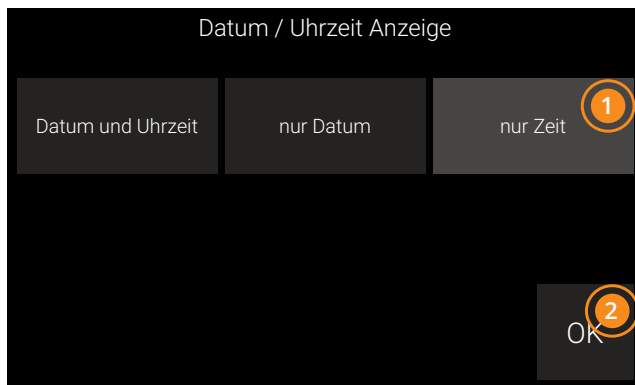 Datum / Uhrzeit Anzeige
Datum und Uhrzeit
nur Datum
nur Zeit
1
2
OK